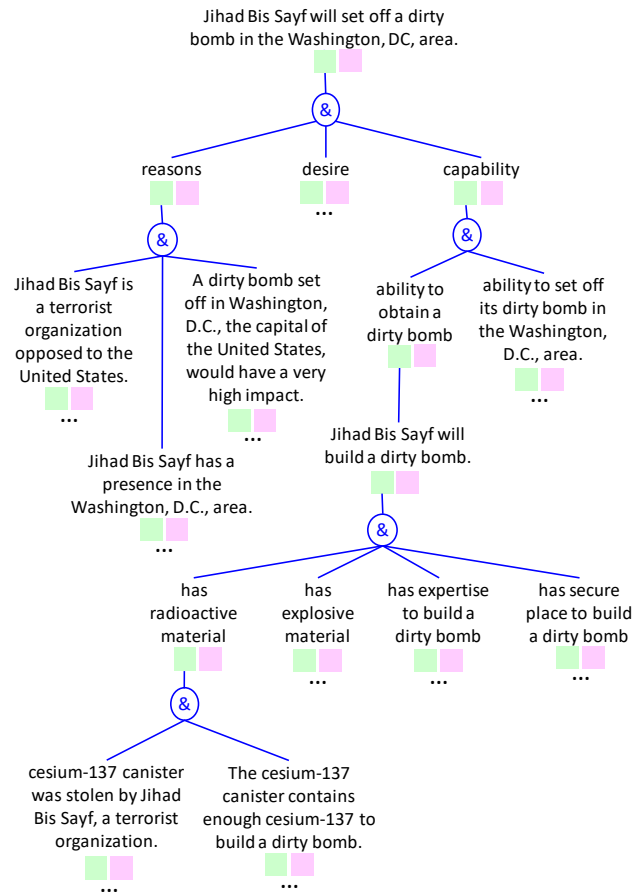 Jihad Bis Sayf will set off a dirty
bomb in the Washington, DC, area.
&
reasons
desire
capability
...
&
&
Jihad Bis Sayf is
a terrorist
organization
opposed to the
United States.
...
A dirty bomb set
off in Washington,
D.C., the capital of
the United States,
would have a very
high impact.
...
ability to
obtain a
dirty bomb
ability to set off
its dirty bomb in
the Washington,
D.C., area.
...
Jihad Bis Sayf has a
presence in the
Washington, D.C., area.
...
Jihad Bis Sayf will
build a dirty bomb.
&
has
radioactive
material
has
explosive
material
...
has expertise
to build a
dirty bomb
...
has secure
place to build
a dirty bomb
...
&
cesium-137 canister
was stolen by Jihad
Bis Sayf, a terrorist
organization.
...
The cesium-137
canister contains
enough cesium-137 to
build a dirty bomb.
...